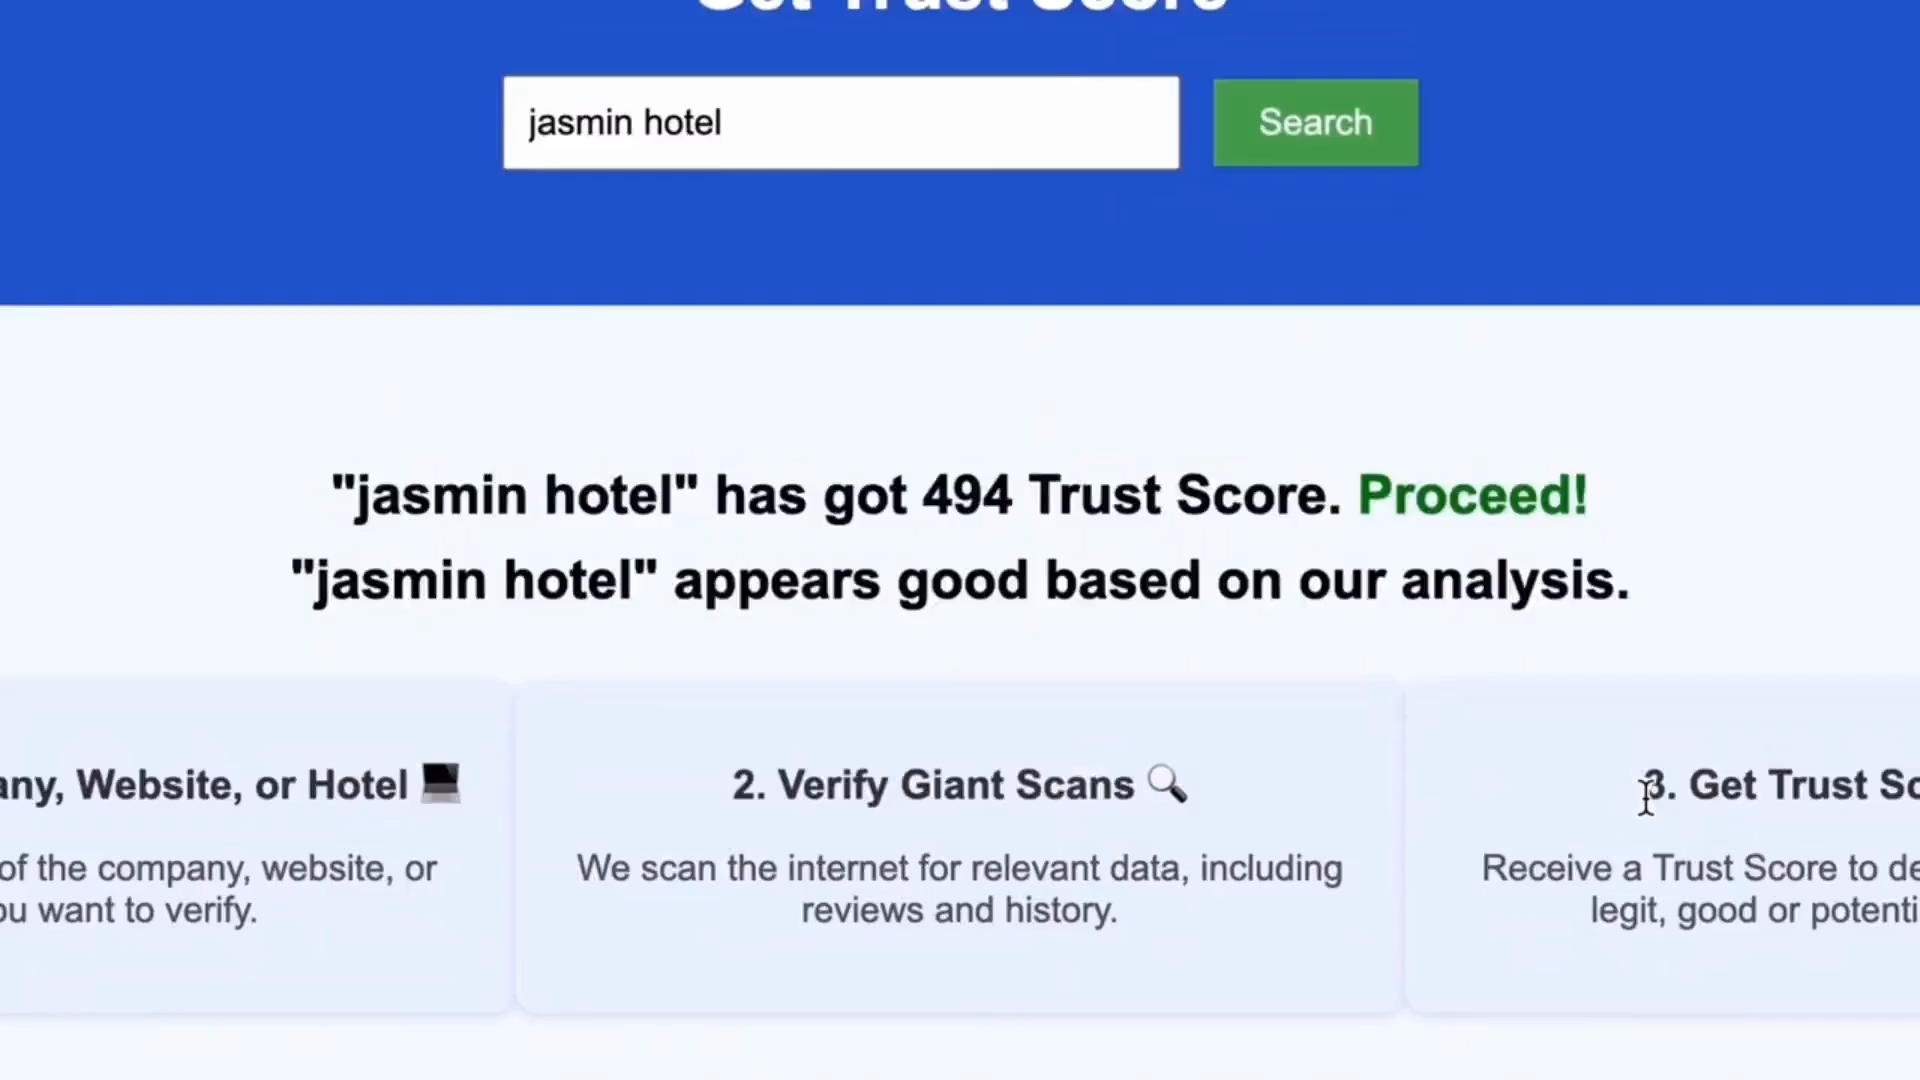 Get Trust Score
jasmin hotel
Search
"jasmin hotel" has got 494 Trust Score. Proceed!
"jasmin hotel" appears good based on our analysis.
any, Website, or Hotel
of the company, website, or
ou want to verify.
2. Verify Giant Scans
We scan the internet for relevant data, including
reviews and history.
3. Get Trust Sc
Receive a Trust Score to de
legit, good or potenti